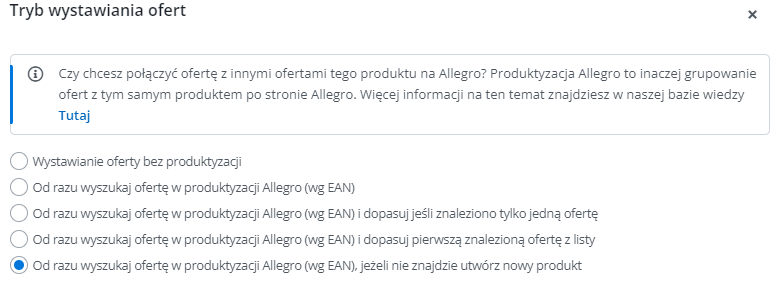 Tryb wystawiania ofert
Czy chcesz połączyć ofertę z innymi ofertami tego produktu na Allegro? Produktyzacja Allegro to inaczej grupowanie
ofert z tym samym produktem po stronie Allegro. Więcej informacji na ten temat znajdziesz w naszej bazie wiedzy
Tutaj
Wystawianie oferty bez produktyzacji
Od razu wyszukaj ofertę w produktyzacji Allegro (wg EAN)
Od razu wyszukaj ofertę w produktyzacji Allegro (wg EAN) i dopasuj jeśli znaleziono tylko jedną ofertę
Od razu wyszukaj ofertę w produktyzacji Allegro (wg EAN) i dopasuj pierwszą znalezioną ofertę z listy
Od razu wyszukaj ofertę w produktyzacji Allegro (wg EAN), jeżeli nie znajdzie utwórz nowy produkt